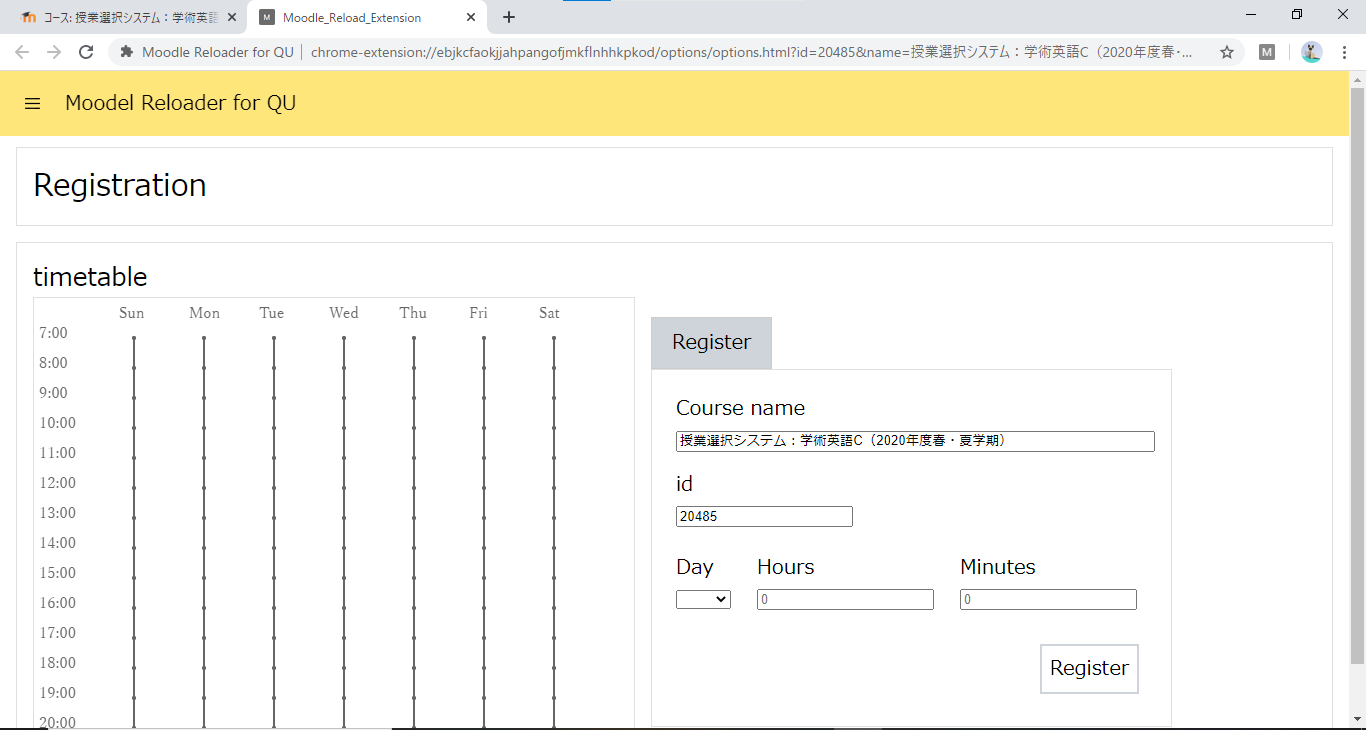 コース: 授業選択システム：学術英語
Moodle_Reload_Extension
Moodle Reloader for QU
chrome-extension://ebjkcfaokjjahpangofjmkflnhhkpkod/options/options.html?id=20485&name=授業選択システム：学術英語C（2020年度春・...
M
Moodel Reloader for QU
Registration
timetable
Sun Mon Tue Wed Thu Fri Sat
7:00
8:00
9:00
10:00
11:00
12:00
13:00
14:00
15:00
16:00
17:00
18:00
19:00
20:00
Register
Course name
授業選択システム：学術英語C（2020年度春・夏学期）
id
20485
Day Hours Minutes
0 0
Register